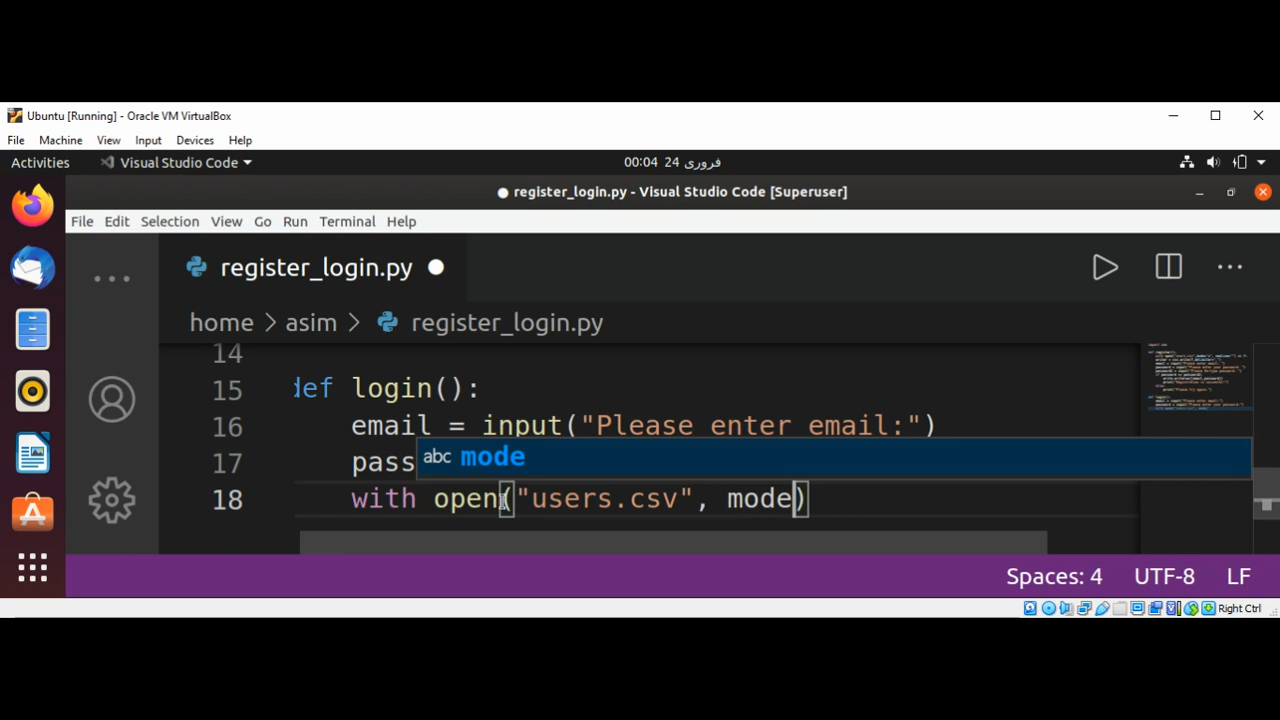 Ubuntu [Running] - Oracle VM VirtualBox
File Machine View Input Devices Help
Activities Visual Studio Code 00:04 24 فروری
● register_login.py - Visual Studio Code [Superuser]
File Edit Selection View Go Run Terminal Help
register_login.py
home > asim > register_login.py
14
15 def login():
16 email = input("Please enter email:")
17 pass
abc mode
18 with open("users.csv", mode)
Spaces: 4 UTF-8 LF
Right Ctrl